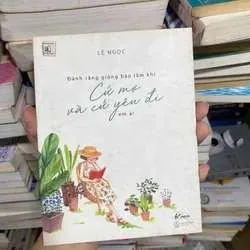 LÊ NGỌC
Đành rằng giông bão lắm khi
Cứ mơ
và cứ yêu đi